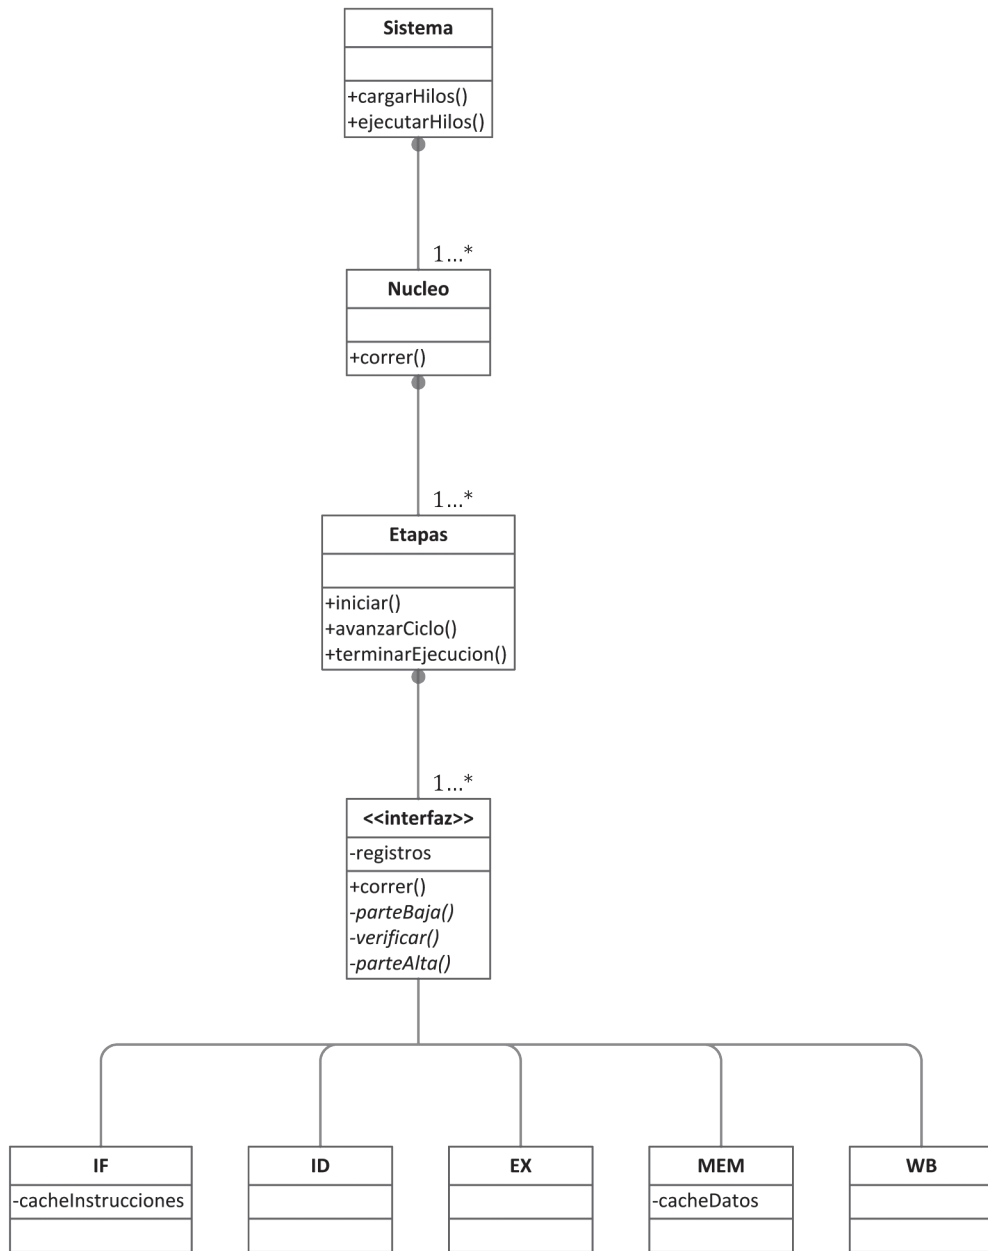 Sistema
+cargarHilos()
+ejecutarHilos()
1...*
Nucleo
+correr()
1...*
Etapas
+iniciar()
+avanzarCiclo()
+terminarEjecucion()
1...*
<<interfaz>>
-registros
+correr()
-parteBaja()
-verificar()
-parteAlta()
IF
-cacheInstrucciones
ID
EX
MEM
-cacheDatos
WB